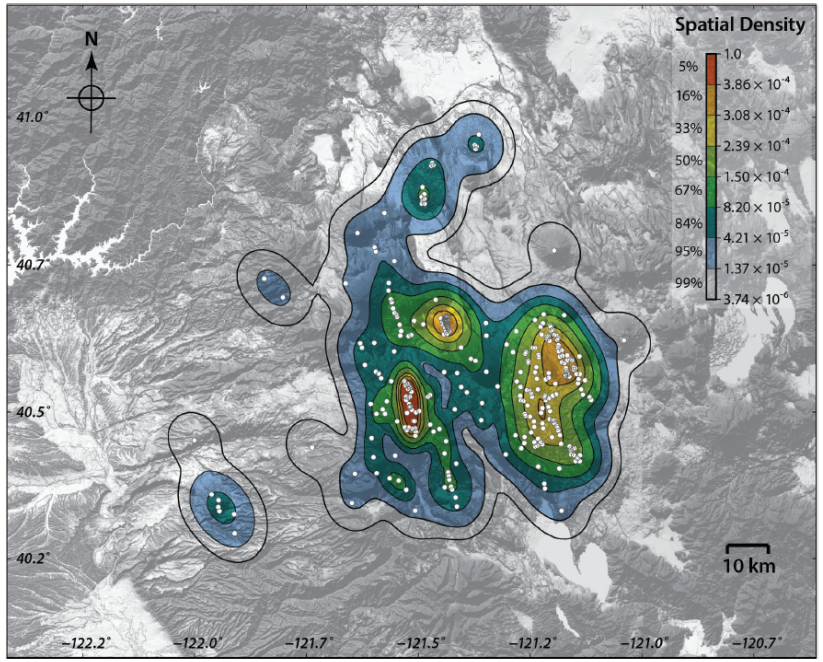 Spatial Density
N
1.0
5%
3.86 × 10⁻⁴
16%
3.08 × 10⁻⁴
33%
2.39 × 10⁻⁴
50%
1.50 × 10⁻⁴
67%
8.20 × 10⁻⁵
84%
4.21 × 10⁻⁵
95%
1.37 × 10⁻⁵
99%
3.74 × 10⁻⁶
41.0°
40.7°
40.5°
40.2°
10 km
−122.2° −122.0° −121.7° −121.5° −121.2° −121.0° −120.7°